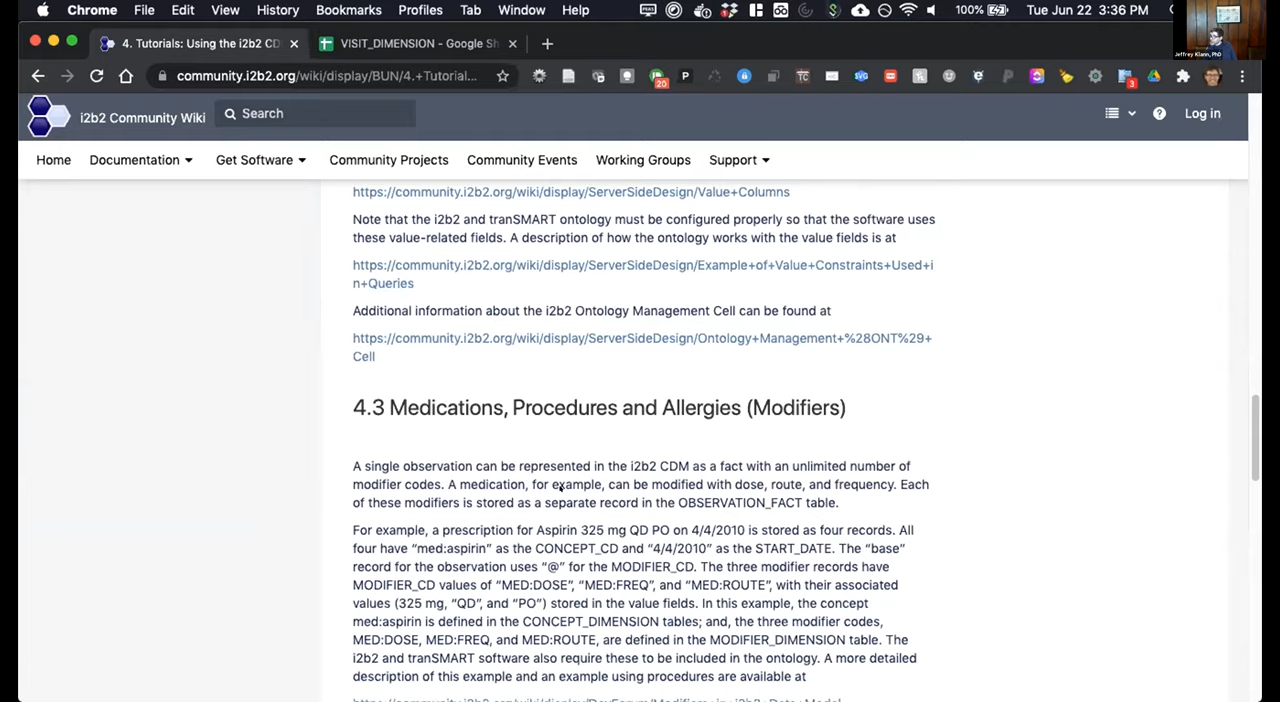 Chrome File Edit View History Bookmarks Profiles Tab Window Help 100% Tue Jun 22 3:36 PM
Jeffrey Klann, PhD
4. Tutorials: Using the i2b2 CD
VISIT_DIMENSION - Google Sh
community.i2b2.org/wiki/display/BUN/4.+Tutorial...
20 P TC SVG 3
i2b2 Community Wiki Search Log in
Home Documentation Get Software Community Projects Community Events Working Groups Support
https://community.i2b2.org/wiki/display/ServerSideDesign/Value+Columns
Note that the i2b2 and tranSMART ontology must be configured properly so that the software uses
these value-related fields. A description of how the ontology works with the value fields is at
https://community.i2b2.org/wiki/display/ServerSideDesign/Example+of+Value+Constraints+Used+i
n+Queries
Additional information about the i2b2 Ontology Management Cell can be found at
https://community.i2b2.org/wiki/display/ServerSideDesign/Ontology+Management+%28ONT%29+
Cell
4.3 Medications, Procedures and Allergies (Modifiers)
A single observation can be represented in the i2b2 CDM as a fact with an unlimited number of
modifier codes. A medication, for example, can be modified with dose, route, and frequency. Each
of these modifiers is stored as a separate record in the OBSERVATION_FACT table.
For example, a prescription for Aspirin 325 mg QD PO on 4/4/2010 is stored as four records. All
four have “med:aspirin” as the CONCEPT_CD and “4/4/2010” as the START_DATE. The “base”
record for the observation uses “@” for the MODIFIER_CD. The three modifier records have
MODIFIER_CD values of “MED:DOSE”, “MED:FREQ”, and “MED:ROUTE”, with their associated
values (325 mg, “QD”, and “PO”) stored in the value fields. In this example, the concept
med:aspirin is defined in the CONCEPT_DIMENSION tables; and, the three modifier codes,
MED:DOSE, MED:FREQ, and MED:ROUTE, are defined in the MODIFIER_DIMENSION table. The
i2b2 and tranSMART software also require these to be included in the ontology. A more detailed
description of this example and an example using procedures are available at